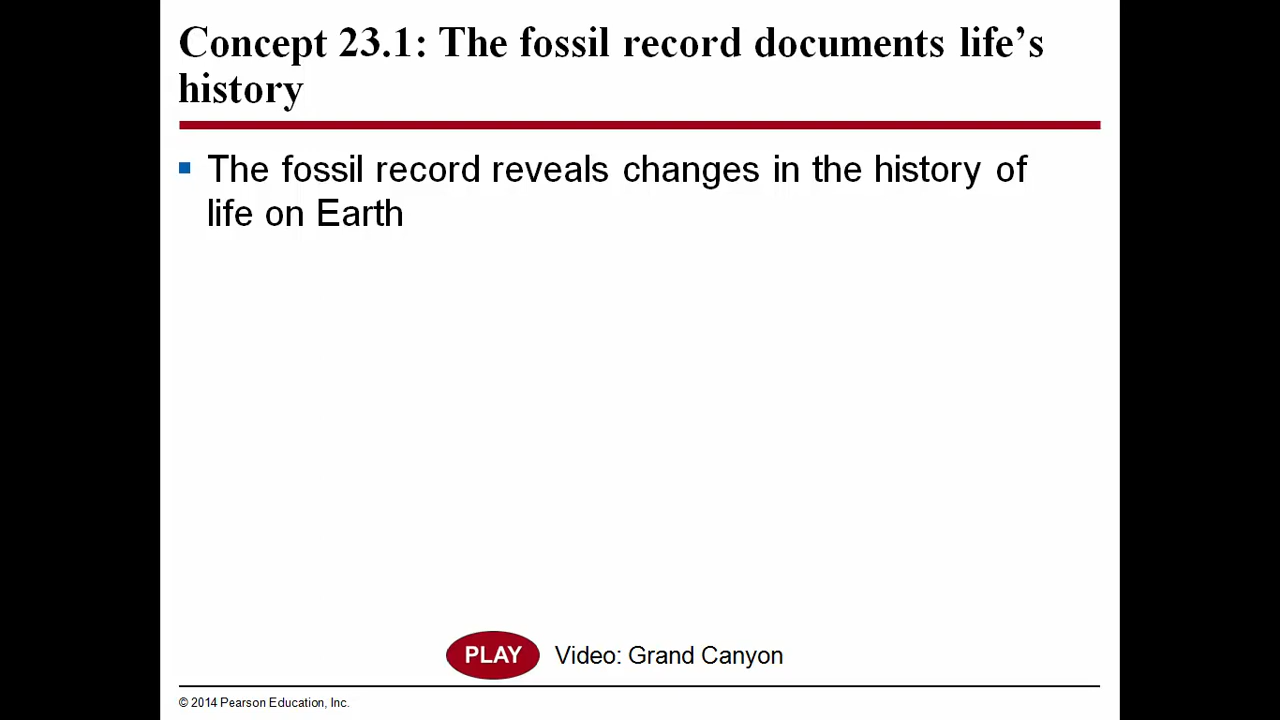 Concept 23.1: The fossil record documents life’s
history
The fossil record reveals changes in the history of
life on Earth
PLAY Video: Grand Canyon
© 2014 Pearson Education, Inc.